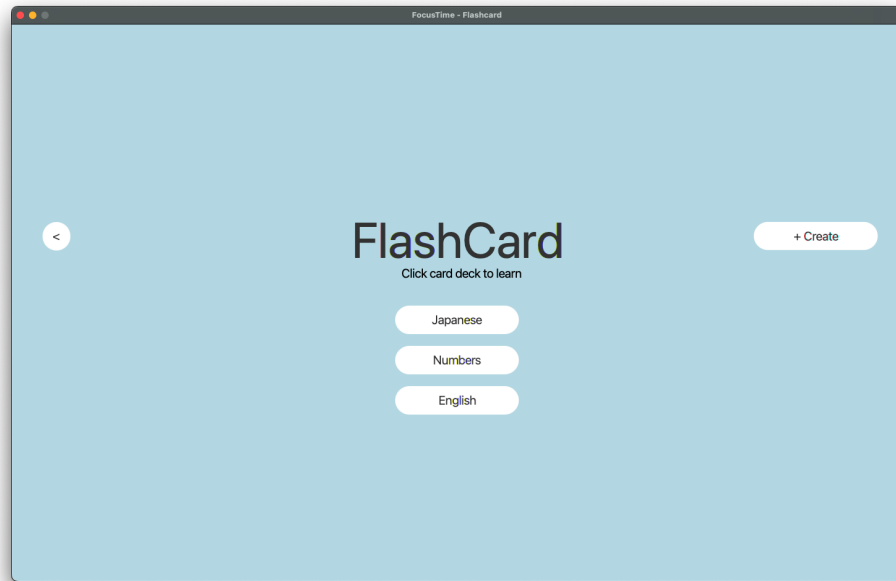 FocusTime - Flashcard
<
FlashCard
+ Create
Click card deck to learn
Japanese
Numbers
English